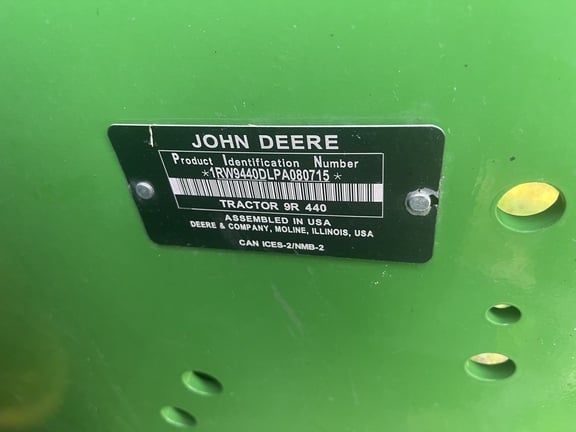 JOHN DEERE
Product Identification Number
*1RW9440DLPA080715*
TRACTOR 9R 440
ASSEMBLED IN USA
DEERE & COMPANY, MOLINE, ILLINOIS, USA
CAN ICES-2/NMB-2